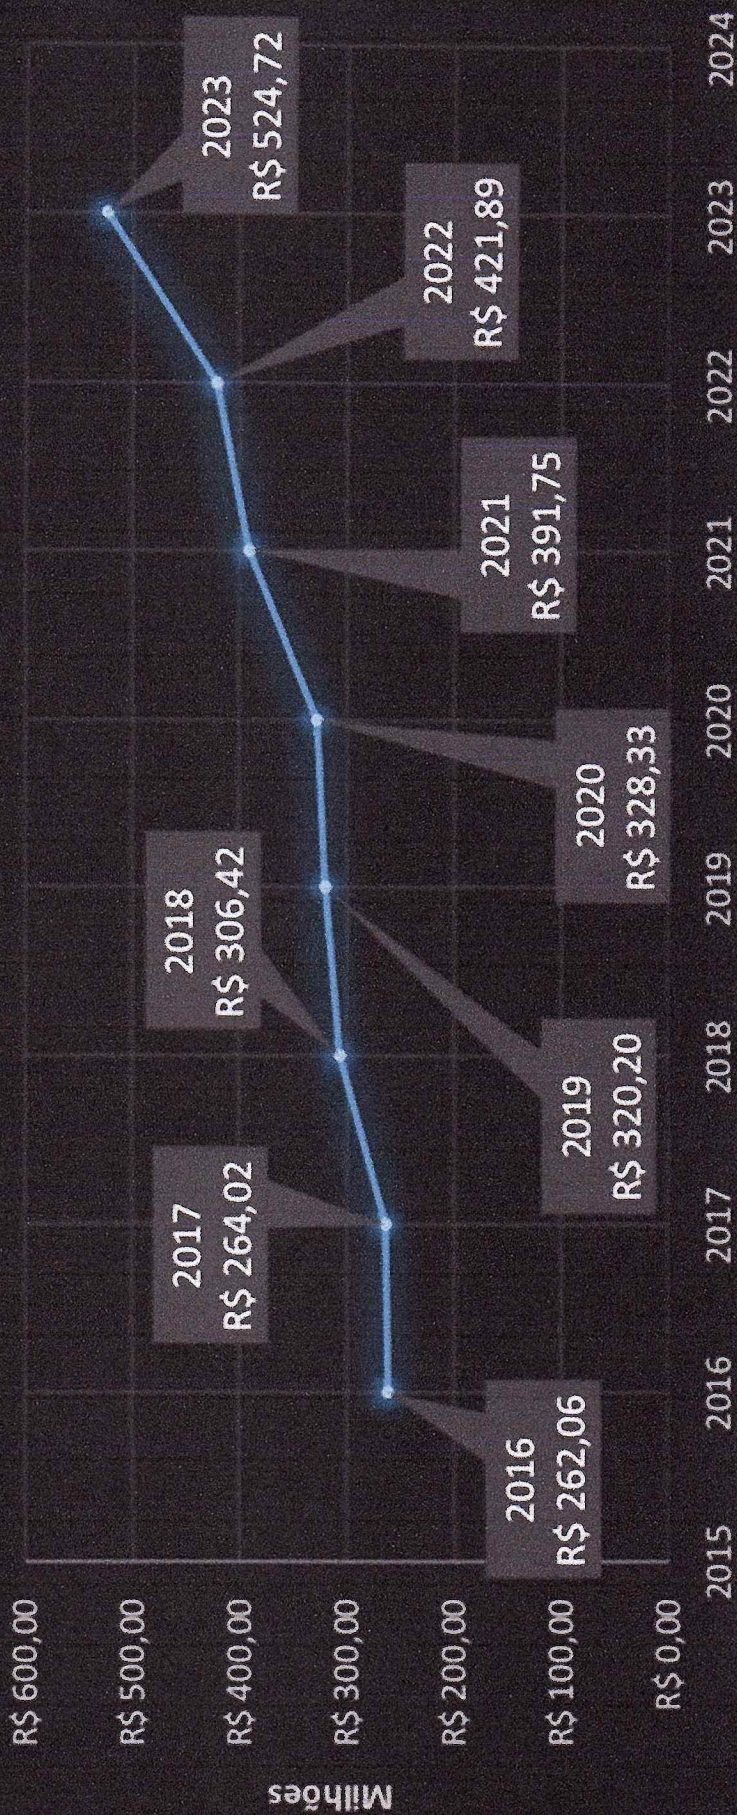 Milhões
R$ 600,00
R$ 500,00
R$ 400,00
R$ 300,00
R$ 200,00
R$ 100,00
R$ 0,00
2016
R$ 262,06
2017
R$ 264,02
2018
R$ 306,42
2019
R$ 320,20
2020
R$ 328,33
2021
R$ 391,75
2022
R$ 421,89
2023
R$ 524,72
2015
2016
2017
2018
2019
2020
2021
2022
2023
2024